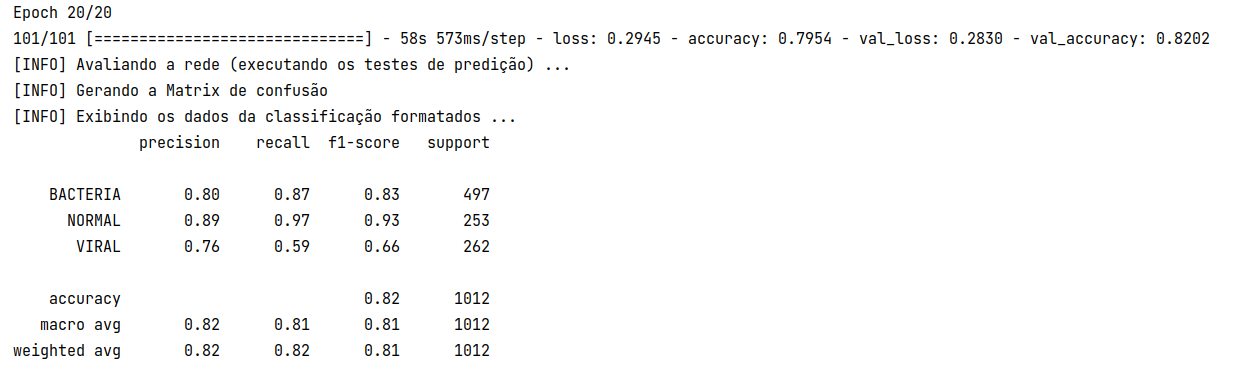 Epoch 20/20
101/101 [==============================] - 58s 573ms/step - loss: 0.2945 - accuracy: 0.7954 - val_loss: 0.2830 - val_accuracy: 0.8202
[INFO] Avaliando a rede (executando os testes de predição) ...
[INFO] Gerando a Matrix de confusão
[INFO] Exibindo os dados da classificação formatados ...
              precision    recall  f1-score   support
    BACTERIA       0.80      0.87      0.83       497
      NORMAL       0.89      0.97      0.93       253
       VIRAL       0.76      0.59      0.66       262
    accuracy                           0.82      1012
   macro avg       0.82      0.81      0.81      1012
weighted avg       0.82      0.82      0.81      1012